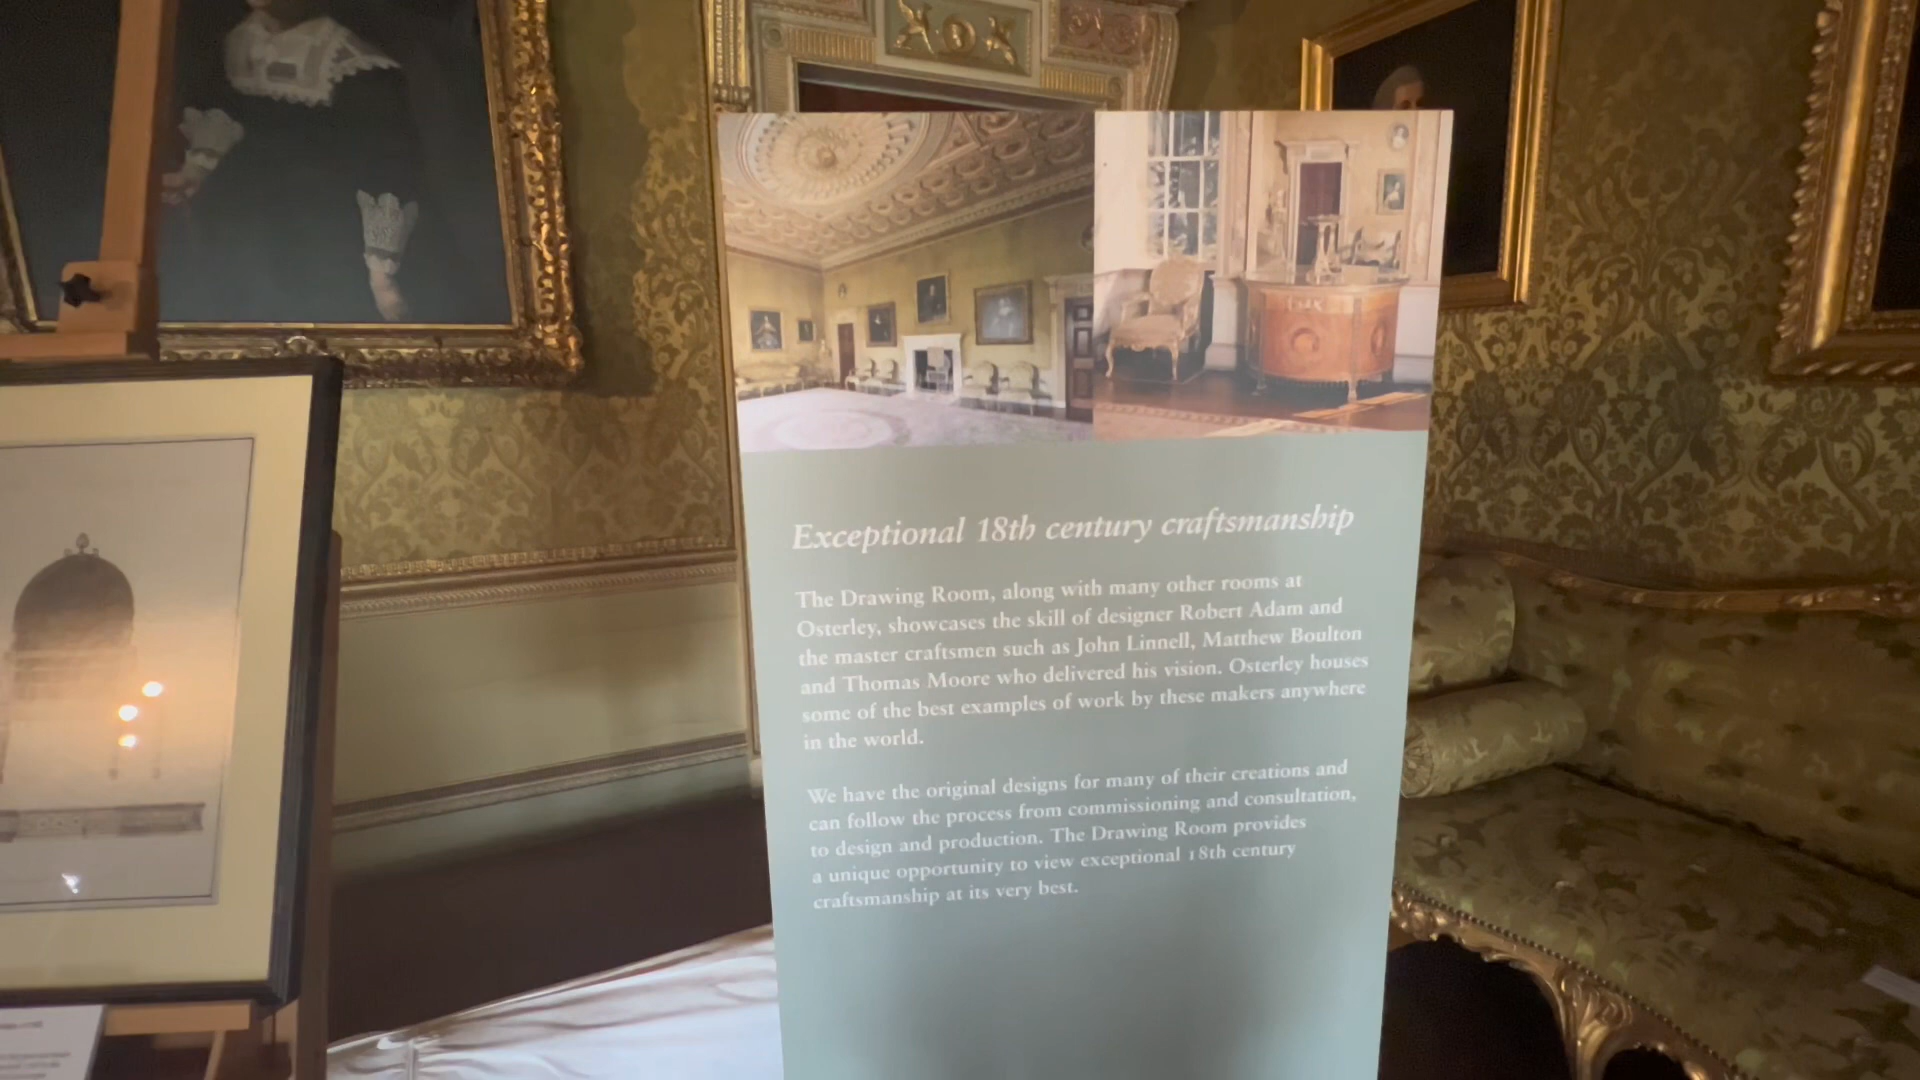 Exceptional 18th century craftsmanship
The Drawing Room, along with many other rooms at
Osterley, showcases the skill of designer Robert Adam and
the master craftsmen such as John Linnell, Matthew Boulton
and Thomas Moore who delivered his vision. Osterley houses
some of the best examples of work by these makers anywhere
in the world.
We have the original designs for many of their creations and
can follow the process from commissioning and consultation,
to design and production. The Drawing Room provides
a unique opportunity to view exceptional 18th century
craftsmanship at its very best.